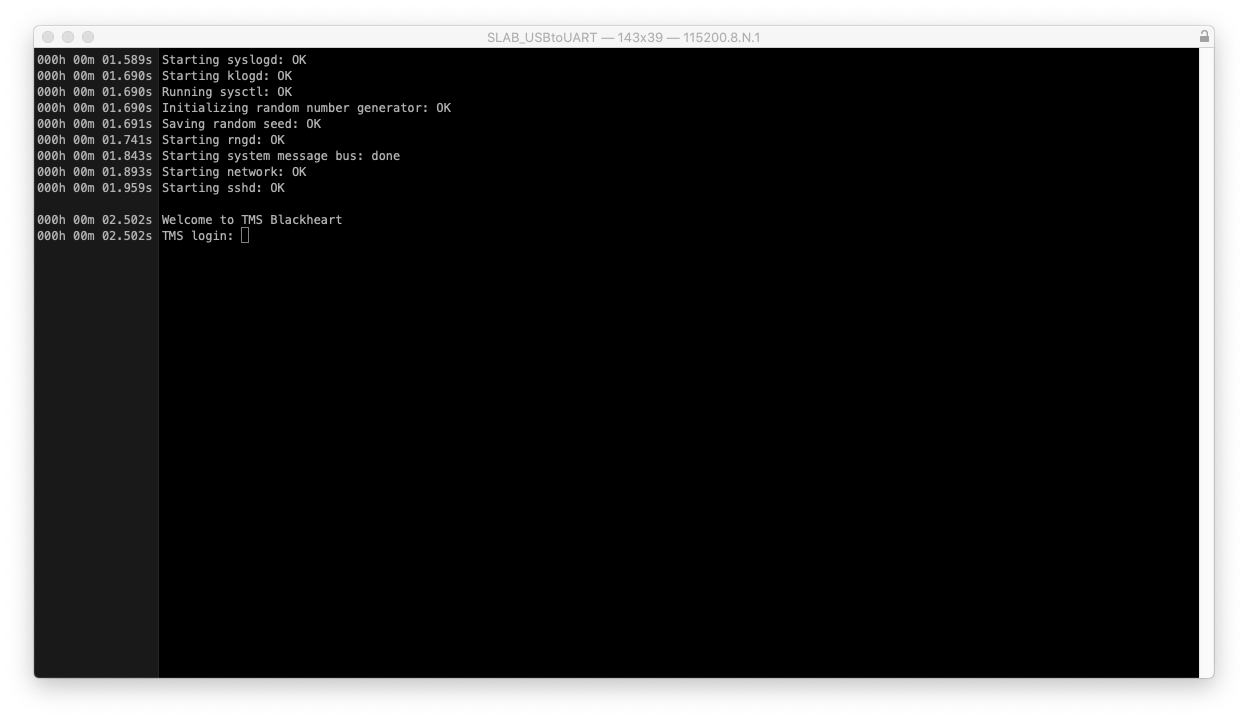 SLAB_USBtoUART — 143x39 — 115200.8.N.1
000h 00m 01.589s Starting syslogd: OK
000h 00m 01.690s Starting klogd: OK
000h 00m 01.690s Running sysctl: OK
000h 00m 01.690s Initializing random number generator: OK
000h 00m 01.691s Saving random seed: OK
000h 00m 01.741s Starting rngd: OK
000h 00m 01.843s Starting system message bus: done
000h 00m 01.893s Starting network: OK
000h 00m 01.959s Starting sshd: OK
000h 00m 02.502s Welcome to TMS Blackheart
000h 00m 02.502s TMS login: